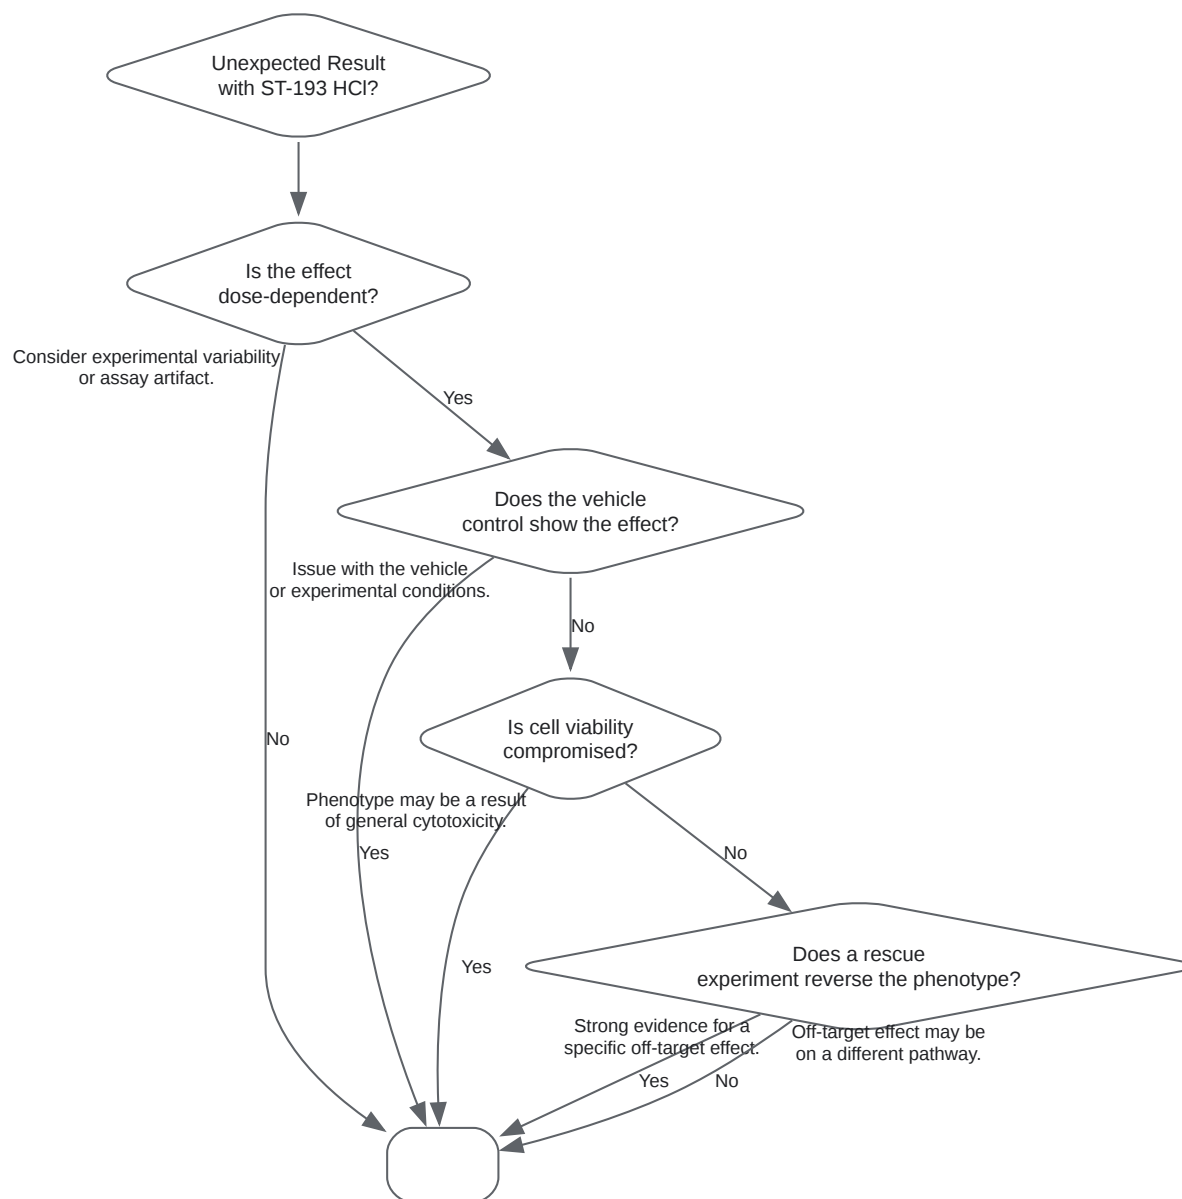 Unexpected Result
with ST-193 HCl?
Is the effect
dose-dependent?
Consider experimental variability
or assay artifact.
Yes
Does the vehicle
control show the effect?
Issue with the vehicle
or experimental conditions.
No
Is cell viability
compromised?
No
Phenotype may be a result
of general cytotoxicity.
Yes
No
Does a rescue
experiment reverse the phenotype?
Yes
Strong evidence for a
specific off-target effect.
Off-target effect may be
on a different pathway.
Yes
No